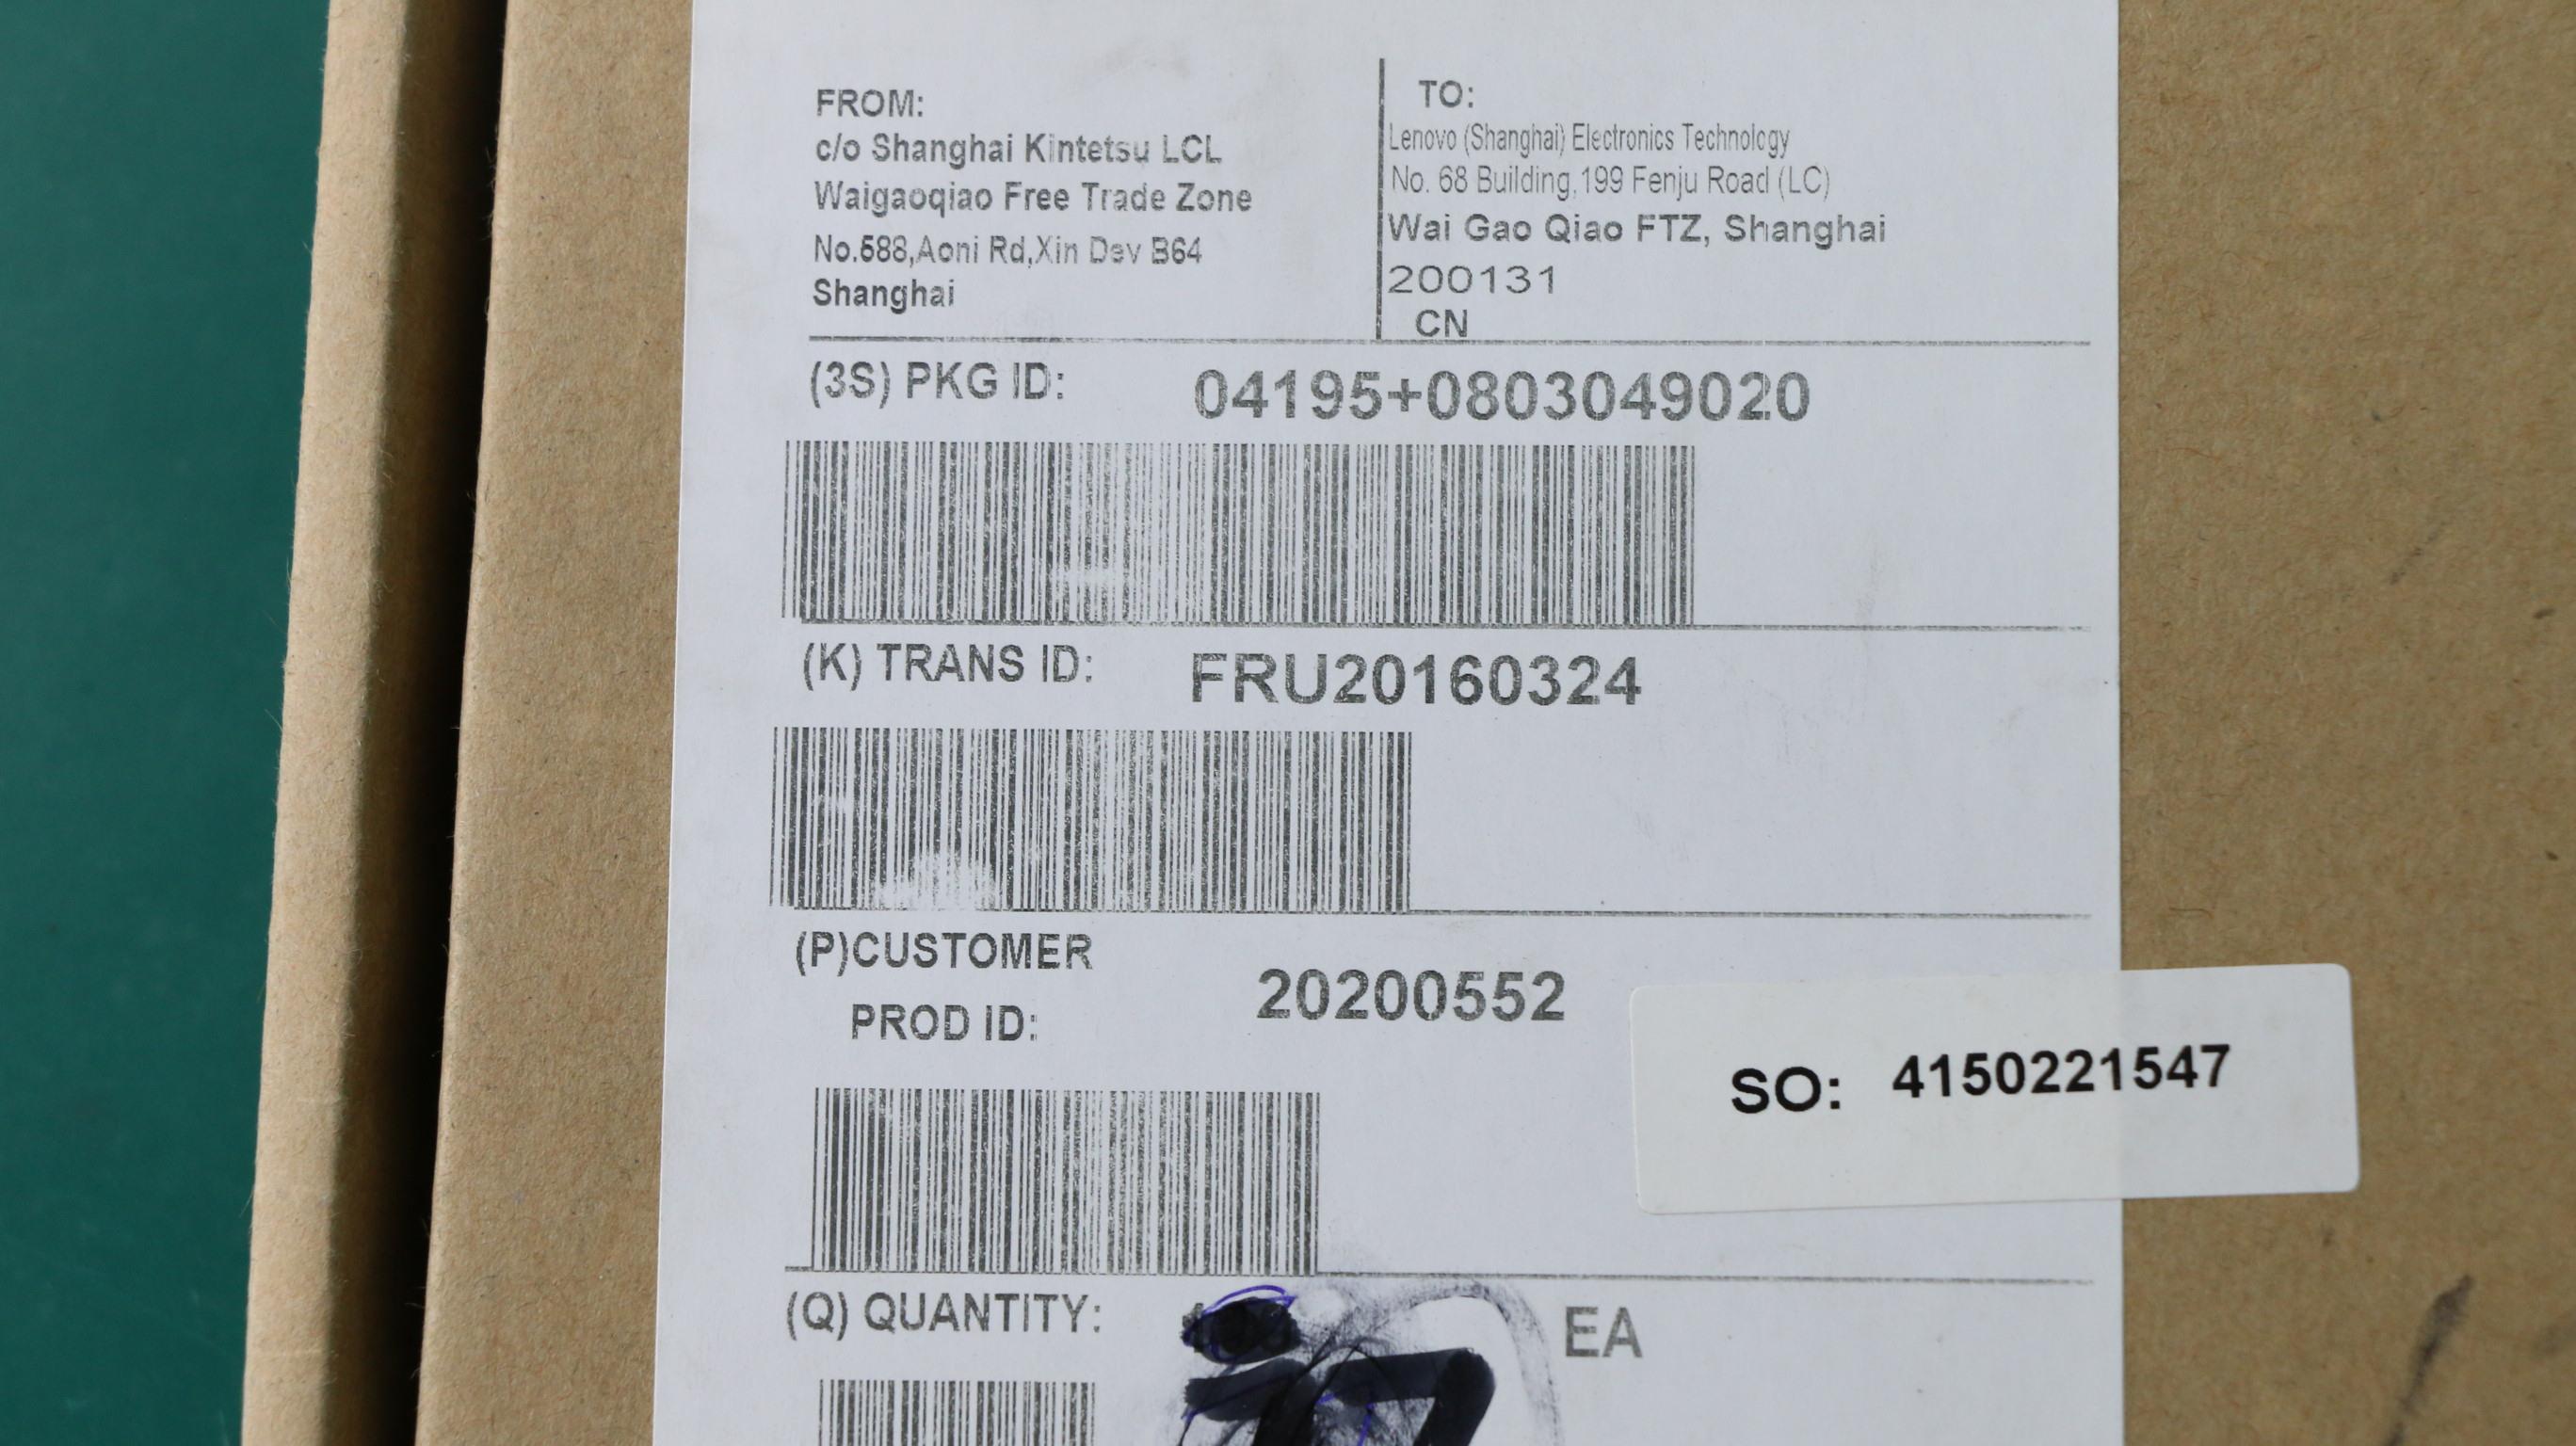 FROM:
c/o Shanghai Kintetsu LCL
Waigaoqiao Free Trade Zone
No.588,Aoni Rd,Xin Dev B64
Shanghai
TO:
Lenovo (Shanghai) Electronics Technology
No. 68 Building,199 Fenju Road (LC)
Wai Gao Qiao FTZ, Shanghai
200131
CN
(3S) PKG ID: 04195+0803049020
(K) TRANS ID: FRU20160324
(P)CUSTOMER
PROD ID: 20200552
SO: 4150221547
(Q) QUANTITY: EA